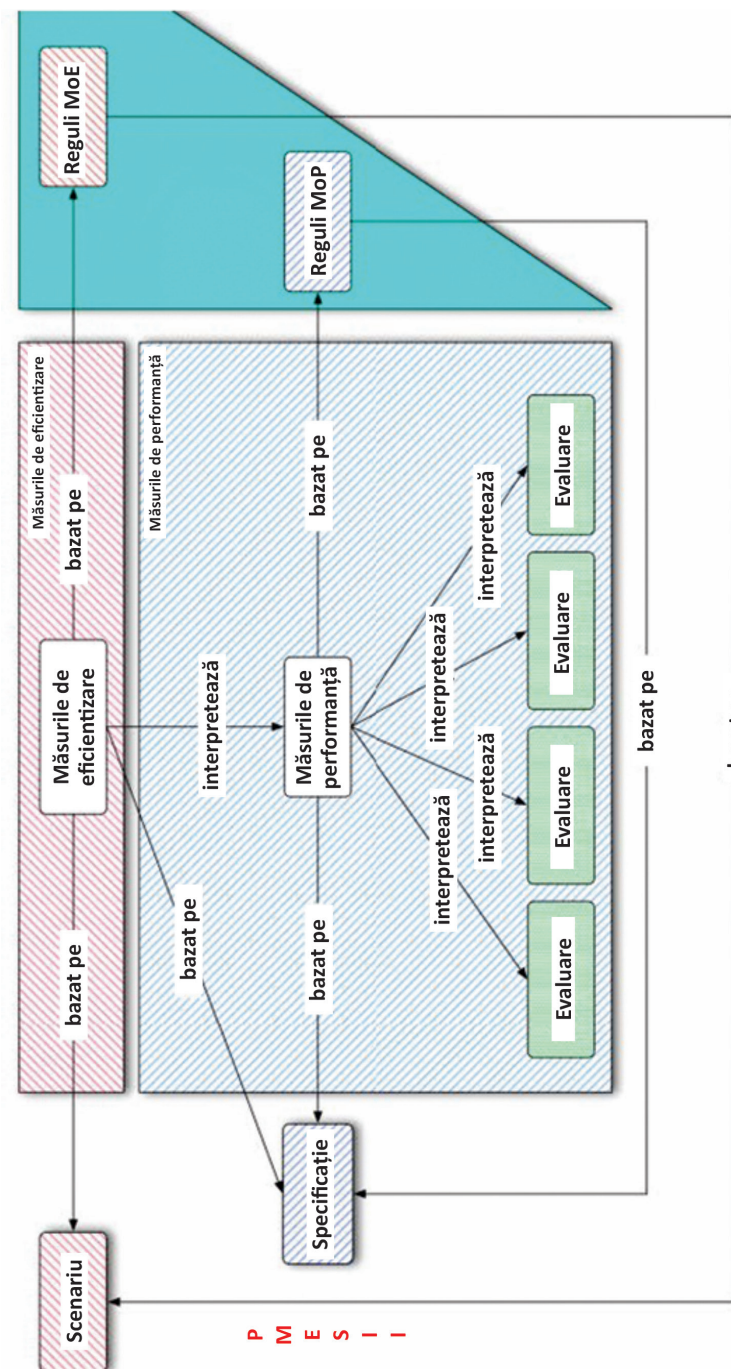 Măsurile de eficientizare
Scenariu
bazat pe
Măsurile de
eficientizare
bazat pe
Reguli MoE
Măsurile de performanță
bazat pe
interpretează
Specificație
bazat pe
Măsurile de
performanță
bazat pe
Reguli MoP
interpretează
interpretează
interpretează
interpretează
Evaluare
Evaluare
Evaluare
Evaluare
bazat pe
P
M
E
S
I
I